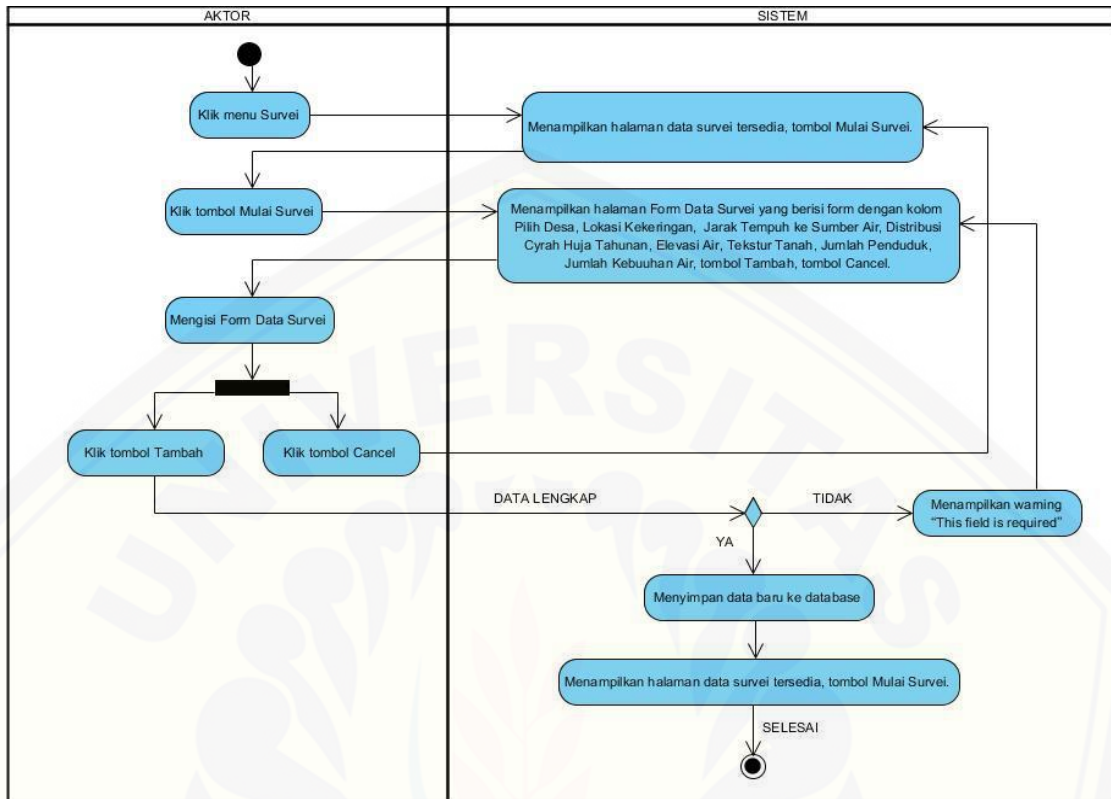 AKTOR
SISTEM
Klik menu Survei
Menampilkan halaman data survei tersedia, tombol Mulai Survei.
Klik tombol Mulai Survei
Menampilkan halaman Form Data Survei yang berisi form dengan kolom
Pilih Desa, Lokasi Kekeringan, Jarak Tempuh ke Sumber Air, Distribusi
Cyrah Huja Tahunan, Elevasi Air, Tekstur Tanah, Jumlah Penduduk,
Jumlah Kebuuhan Air, tombol Tambah, tombol Cancel.
Mengisi Form Data Survei
Klik tombol Tambah
Klik tombol Cancel
DATA LENGKAP
TIDAK
Menampilkan warning
“This field is required”
YA
Menyimpan data baru ke database
Menampilkan halaman data survei tersedia, tombol Mulai Survei.
SELESAI
UNIVERSITAS